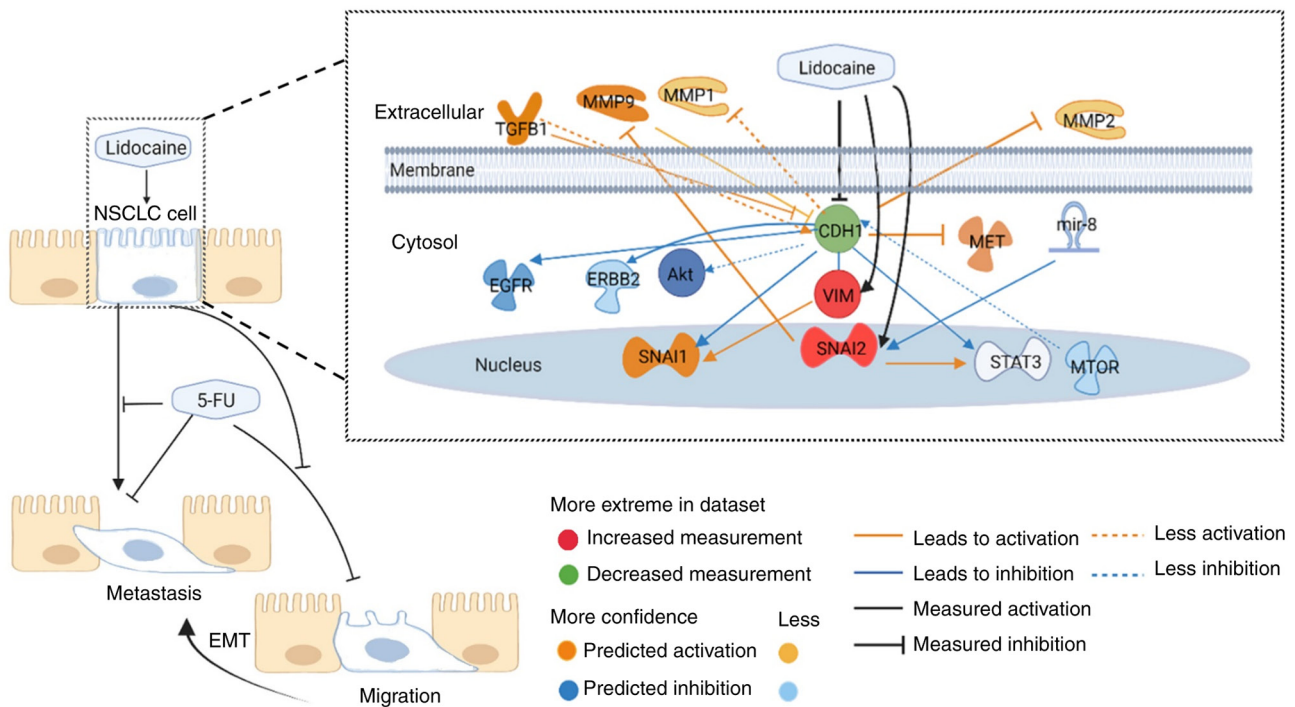 Lidocaine
NSCLC cell
5-FU
Metastasis
EMT
Migration
Lidocaine
Extracellular
TGFB1
MMP9
MMP1
MMP2
Membrane
Cytosol
CDH1
MET
mir-8
EGFR
ERBB2
Akt
VIM
Nucleus
SNAI1
SNAI2
STAT3
MTOR
More extreme in dataset
Increased measurement
Decreased measurement
More confidence
Less
Predicted activation
Predicted inhibition
Leads to activation
Less activation
Leads to inhibition
Less inhibition
Measured activation
Measured inhibition